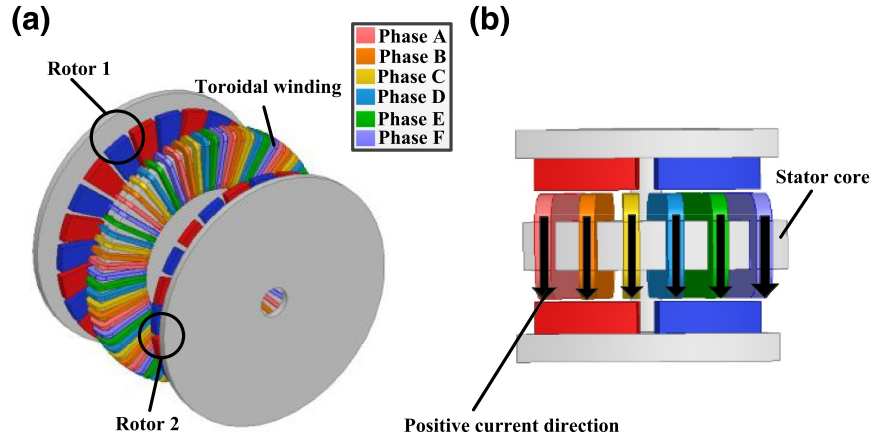 (a)
Rotor 1
Toroidal winding
Rotor 2
Phase A
Phase B
Phase C
Phase D
Phase E
Phase F
(b)
Stator core
Positive current direction